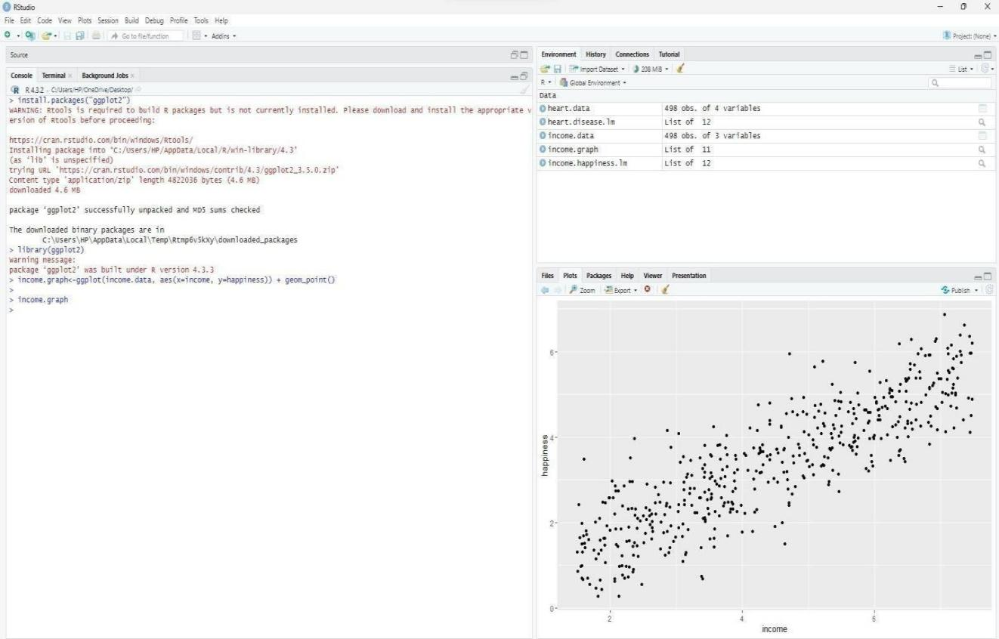 RStudio
File Edit Code View Plots Session Build Debug Profile Tools Help
Go to file/function Addins Project: (None)
Source
Console Terminal Background Jobs
R 4.3.2 · C:/Users/HP/OneDrive/Desktop/
> install.packages("ggplot2")
WARNING: Rtools is required to build R packages but is not currently installed. Please download and install the appropriate v
ersion of Rtools before proceeding:
https://cran.rstudio.com/bin/windows/Rtools/
Installing package into 'C:/Users/HP/AppData/Local/R/win-library/4.3'
(as 'lib' is unspecified)
trying URL 'https://cran.rstudio.com/bin/windows/contrib/4.3/ggplot2_3.5.0.zip'
Content type 'application/zip' length 4822036 bytes (4.6 MB)
downloaded 4.6 MB
package 'ggplot2' successfully unpacked and MD5 sums checked
The downloaded binary packages are in
C:\Users\HP\AppData\Local\Temp\Rtmp6v5kXy\downloaded_packages
> library(ggplot2)
Warning message:
package 'ggplot2' was built under R version 4.3.3
> income.graph<-ggplot(income.data, aes(x=income, y=happiness)) + geom_point()
>
> income.graph
>
Environment History Connections Tutorial
Import Dataset 208 MiB List
R Global Environment
Data
heart.data 498 obs. of 4 variables
heart.disease.lm List of 12
income.data 498 obs. of 3 variables
income.graph List of 11
income.happiness.lm List of 12
Files Plots Packages Help Viewer Presentation
Zoom Export Publish
6
4
2
0
happiness
2 4 6
income